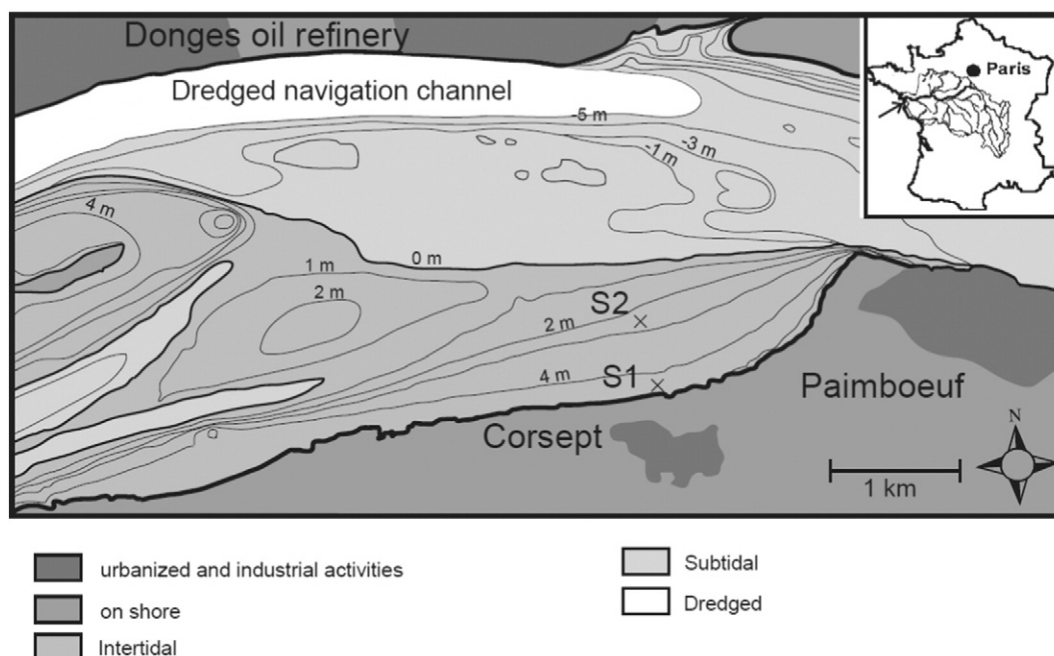 Donges oil refinery
Paris
Dredged navigation channel
-5 m
-3 m
-1 m
4 m
0 m
1 m
2 m
S2
2 m
4 m
S1
Paimboeuf
Corsept
N
1 km
urbanized and industrial activities
on shore
Intertidal
Subtidal
Dredged